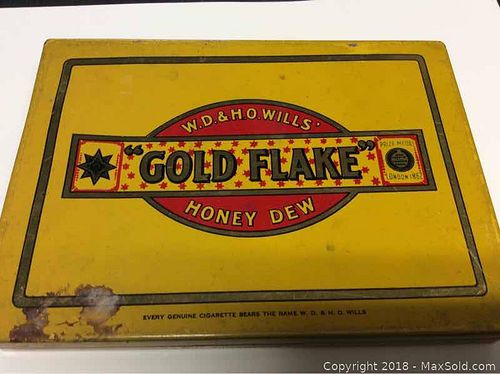 W.D. & H.O. WILLS'
"GOLD FLAKE"
PRIZE MEDAL
LONDON 1862
HONEY DEW
EVERY GENUINE CIGARETTE BEARS THE NAME W. D. & H. O. WILLS
Copyright 2018 - MaxSold.com